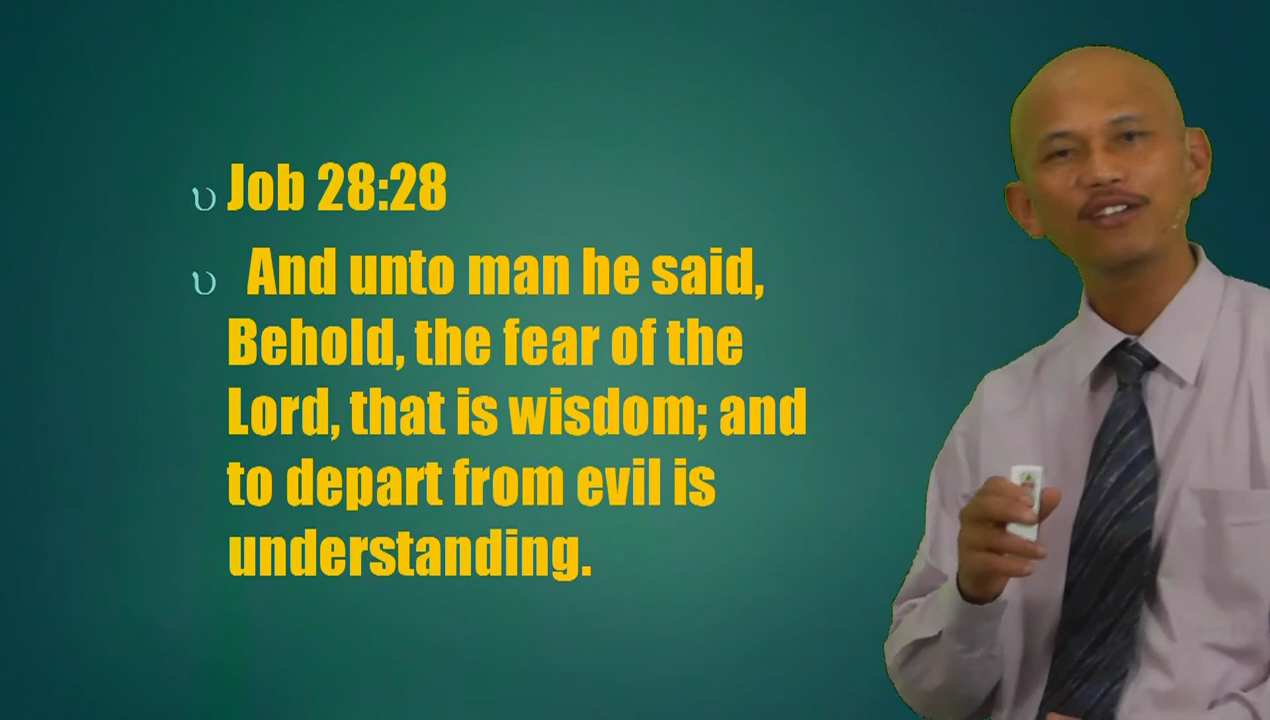 υ Job 28:28
υ And unto man he said,
Behold, the fear of the
Lord, that is wisdom; and
to depart from evil is
understanding.